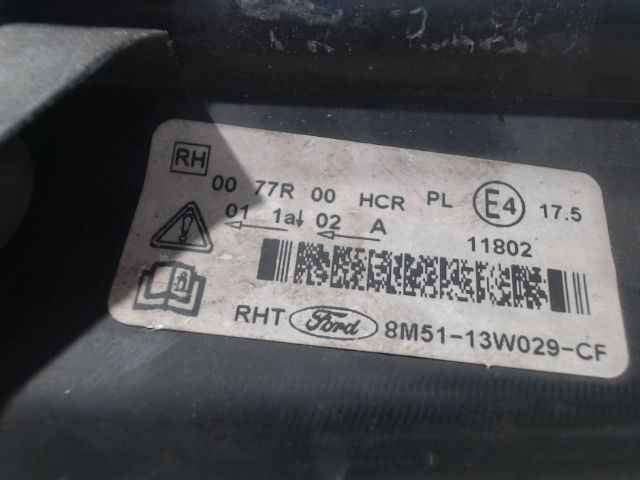 RH
00 77R 00 HCR PL E4 17.5
01 1a↓ 02 A 11802
RHT Ford 8M51-13W029-CF